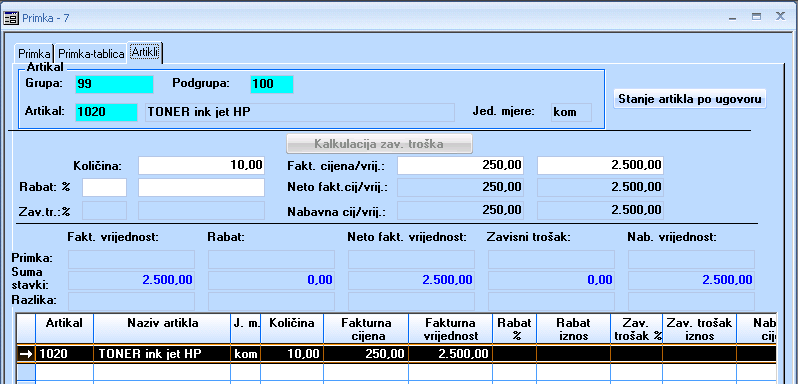 Primka - 7
Primka Primka-tablica Artikli
Artikal
Grupa: 99 Podgrupa: 100
Artikal: 1020 TONER ink jet HP Jed. mjere: kom
Stanje artikla po ugovoru
Kalkulacija zav. troška
Količina: 10,00 Fakt. cijena/vrij.: 250,00 2.500,00
Rabat: % Neto fakt.cij/vrij.: 250,00 2.500,00
Zav.tr.:% Nabavna cij/vrij.: 250,00 2.500,00
Fakt. vrijednost: Rabat: Neto fakt. vrijednost: Zavisni trošak: Nab. vrijednost:
Primka:
Suma stavki: 2.500,00 0,00 2.500,00 0,00 2.500,00
Razlika:
Artikal Naziv artikla J. m. Količina Fakturna cijena Fakturna vrijednost Rabat % Rabat iznos Zav. trošak % Zav. trošak iznos
1020 TONER ink jet HP kom 10,00 250,00 2.500,00